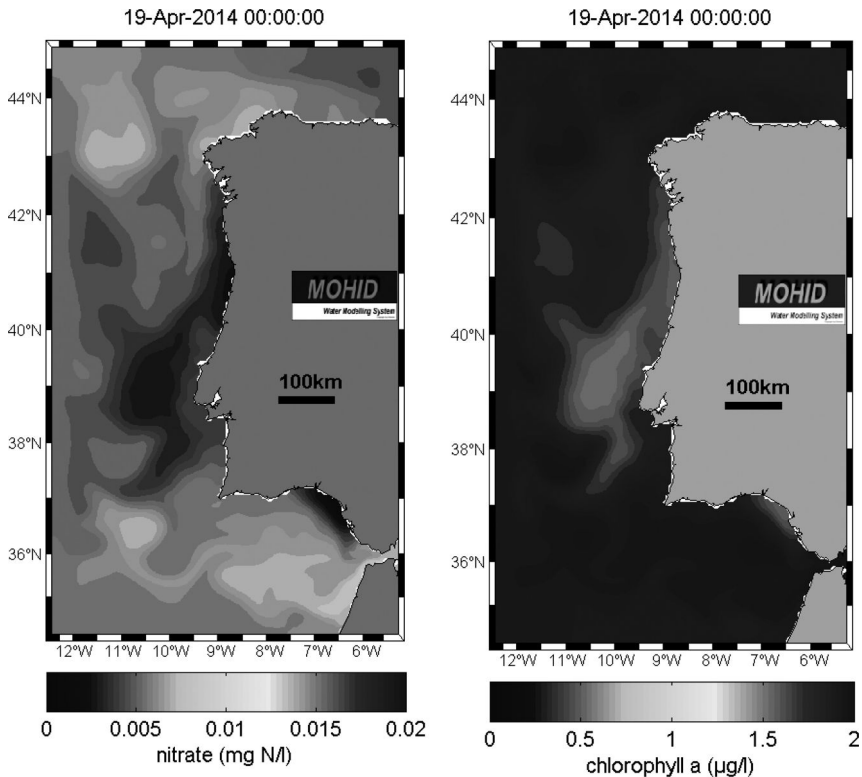 19-Apr-2014 00:00:00
44°N
42°N
40°N
38°N
36°N
12°W 11°W 10°W 9°W 8°W 7°W 6°W
MOHID
Water Modelling System
100km
0 0.005 0.01 0.015 0.02
nitrate (mg N/l)
19-Apr-2014 00:00:00
44°N
42°N
40°N
38°N
36°N
12°W 11°W 10°W 9°W 8°W 7°W 6°W
MOHID
Water Modelling System
100km
0 0.5 1 1.5 2
chlorophyll a (µg/l)